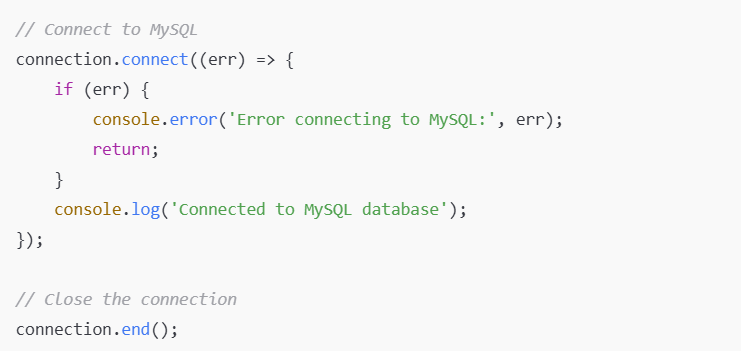 // Connect to MySQL
connection.connect((err) => {
    if (err) {
        console.error('Error connecting to MySQL:', err);
        return;
    }
    console.log('Connected to MySQL database');
});

// Close the connection
connection.end();